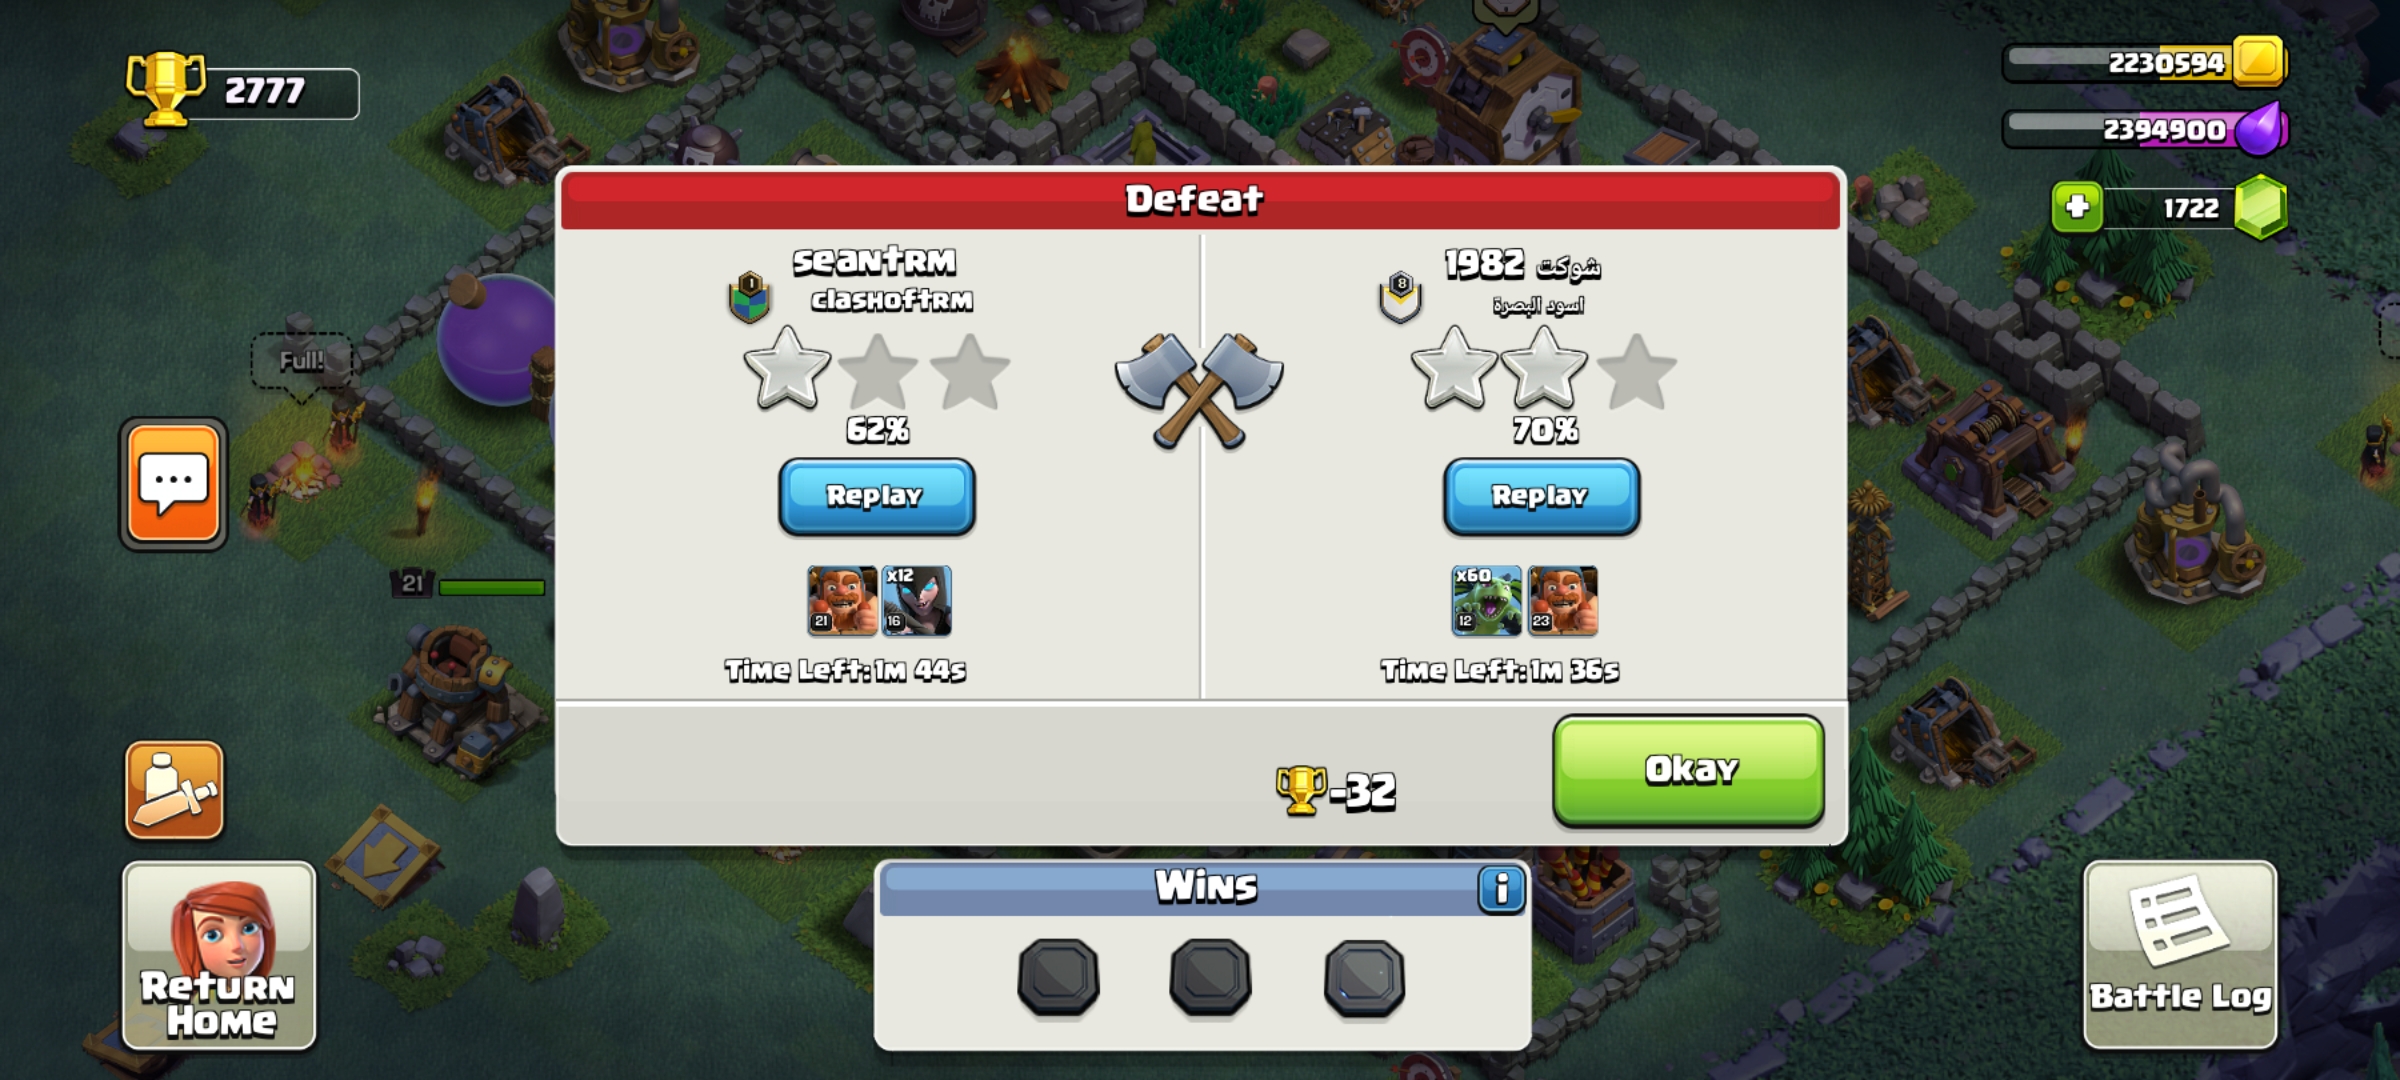 2777
2230594
2394900
1722
Defeat
seantrm
clashoftrm
1
شوكت 1982
اسود البصرة
8
62%
70%
Replay
Replay
Full!
21
x12
21
16
x60
12
23
Time Left: 1m 44s
Time Left: 1m 36s
-32
Okay
Wins
i
Return
Home
Battle Log